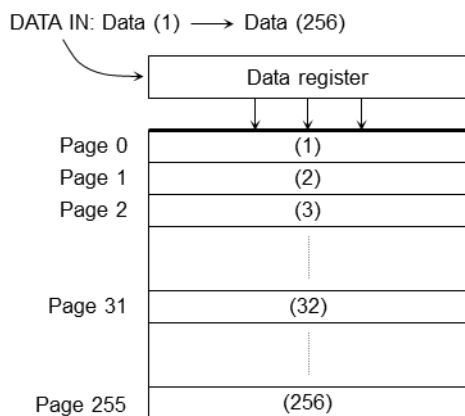 DATA IN: Data (1) ⟶ Data (256)
Data register
Page 0 (1)
Page 1 (2)
Page 2 (3)
Page 31 (32)
Page 255 (256)